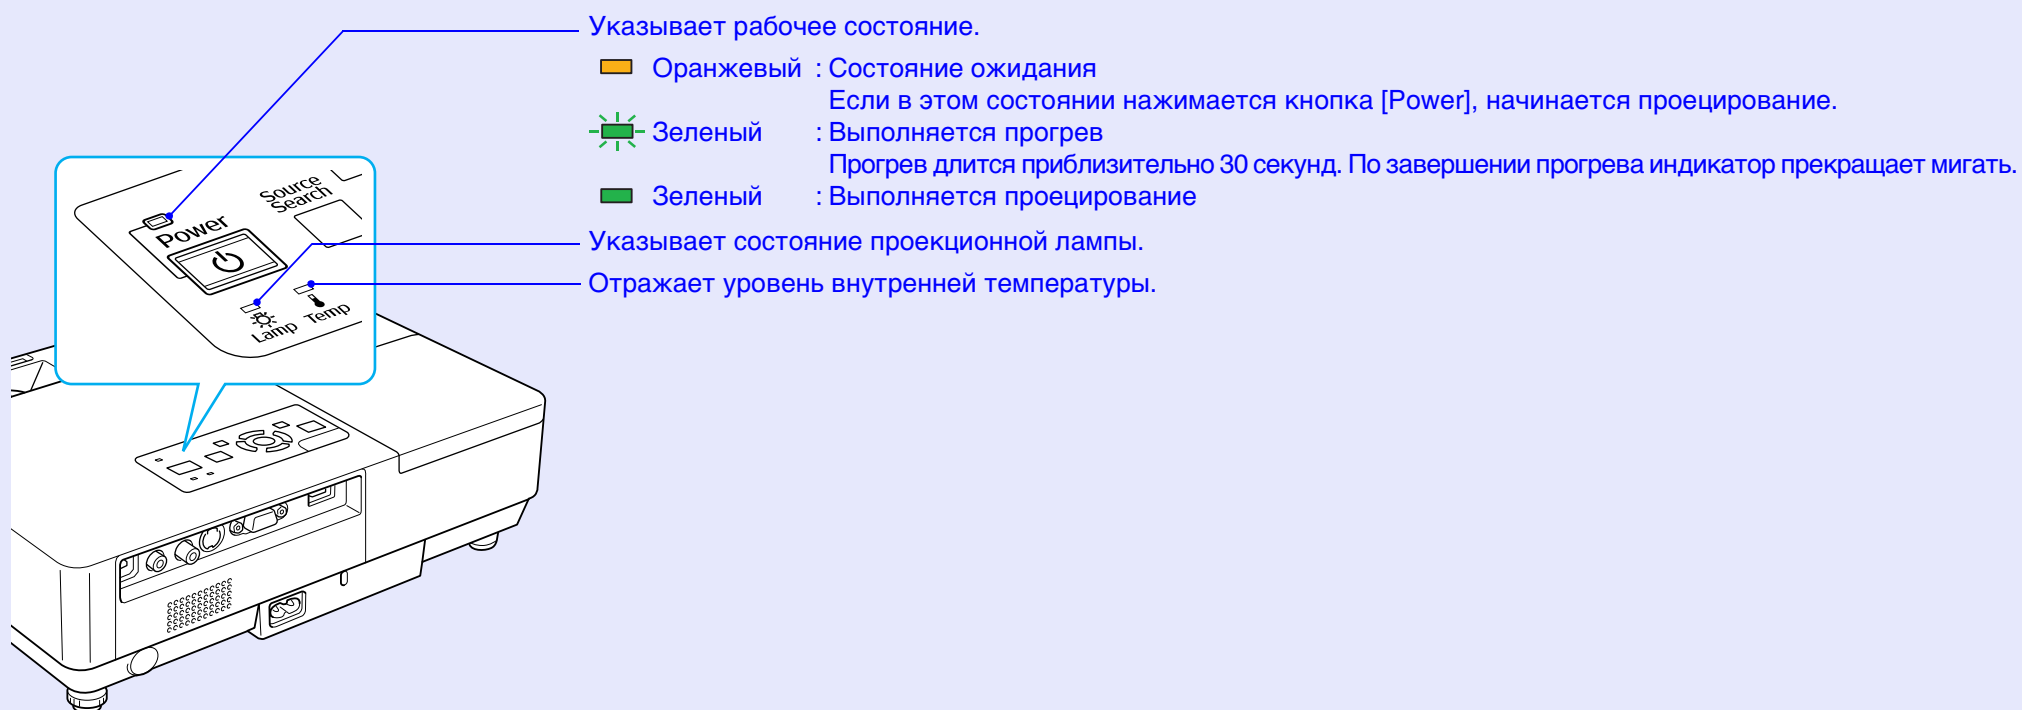 Указывает рабочее состояние.
Оранжевый : Состояние ожидания
Если в этом состоянии нажимается кнопка [Power], начинается проецирование.
Зеленый : Выполняется прогрев
Прогрев длится приблизительно 30 секунд. По завершении прогрева индикатор прекращает мигать.
Зеленый : Выполняется проецирование
Указывает состояние проекционной лампы.
Отражает уровень внутренней температуры.
Source
Search
Power
Lamp
Temp